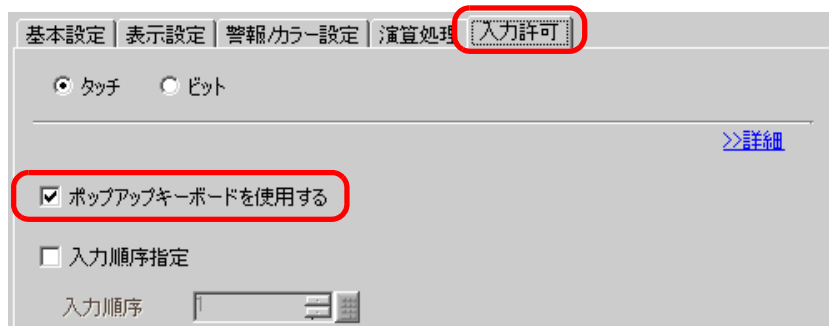 基本設定 表示設定 警報/カラー設定 演算処理 入力許可
タッチ ビット
>>詳細
ポップアップキーボードを使用する
入力順序指定
入力順序 1